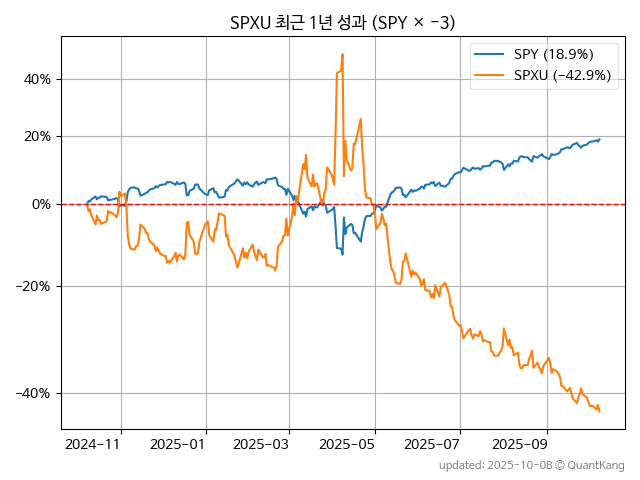 SPXU 최근 1년 성과 (SPY × −3)
SPY (18.9%)
SPXU (−42.9%)
40%
20%
0%
−20%
−40%
2024-11
2025-01
2025-03
2025-05
2025-07
2025-09
updated: 2025-10-08 © QuantKang